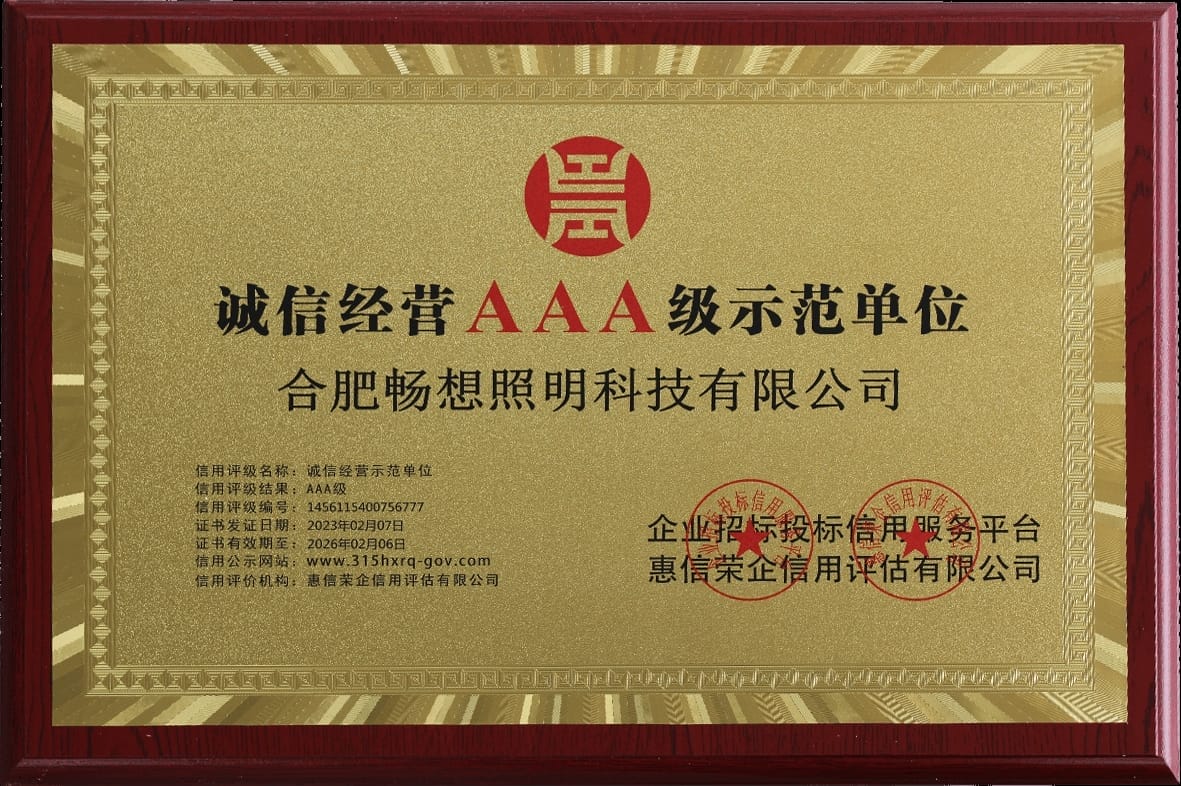 诚信经营AAA级示范单位
合肥畅想照明科技有限公司
信用评级名称：诚信经营示范单位
信用评级结果：AAA级
信用评级编号：1456115400756777
证书发证日期：2023年02月07日
证书有效期至：2026年02月06日
信用公示网站：www.315hxrq-gov.com
信用评价机构：惠信荣企信用评估有限公司
企业招标投标信用服务平台
惠信荣企信用评估有限公司